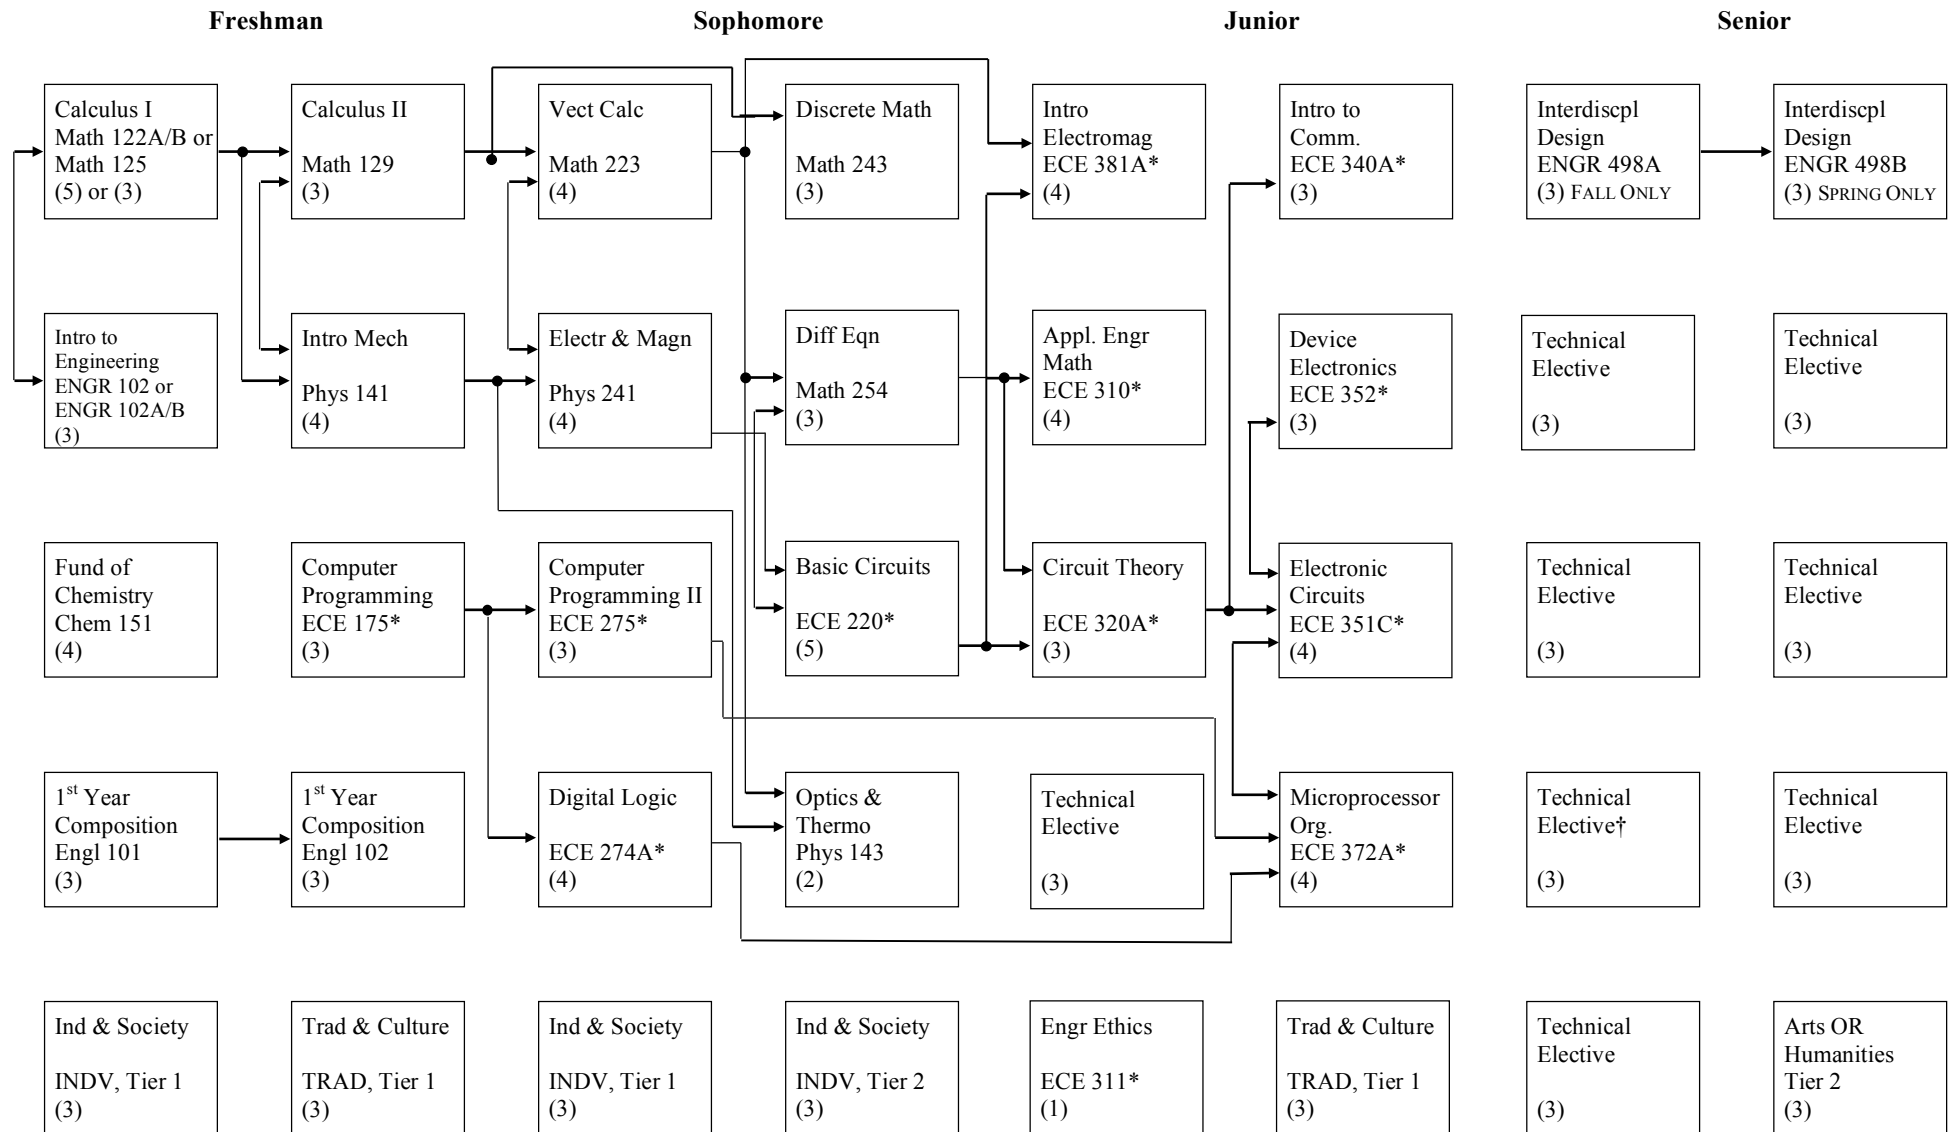 Freshman
Sophomore
Junior
Senior
Calculus I
Math 122A/B or
Math 125
(5) or (3)
Calculus II
Math 129
(3)
Vect Calc
Math 223
(4)
Discrete Math
Math 243
(3)
Intro
Electromag
ECE 381A*
(4)
Intro to
Comm.
ECE 340A*
(3)
Interdiscpl
Design
ENGR 498A
(3) FALL ONLY
Interdiscpl
Design
ENGR 498B
(3) SPRING ONLY
Intro to
Engineering
ENGR 102 or
ENGR 102A/B
(3)
Intro Mech
Phys 141
(4)
Electr & Magn
Phys 241
(4)
Diff Eqn
Math 254
(3)
Appl. Engr
Math
ECE 310*
(4)
Device
Electronics
ECE 352*
(3)
Technical
Elective
(3)
Technical
Elective
(3)
Fund of
Chemistry
Chem 151
(4)
Computer
Programming
ECE 175*
(3)
Computer
Programming II
ECE 275*
(3)
Basic Circuits
ECE 220*
(5)
Circuit Theory
ECE 320A*
(3)
Electronic
Circuits
ECE 351C*
(4)
Technical
Elective
(3)
Technical
Elective
(3)
1st Year
Composition
Engl 101
(3)
1st Year
Composition
Engl 102
(3)
Digital Logic
ECE 274A*
(4)
Optics &
Thermo
Phys 143
(2)
Technical
Elective
(3)
Microprocessor
Org.
ECE 372A*
(4)
Technical
Elective†
(3)
Technical
Elective
(3)
Ind & Society
INDV, Tier 1
(3)
Trad & Culture
TRAD, Tier 1
(3)
Ind & Society
INDV, Tier 1
(3)
Ind & Society
INDV, Tier 2
(3)
Engr Ethics
ECE 311*
(1)
Trad & Culture
TRAD, Tier 1
(3)
Technical
Elective
(3)
Arts OR
Humanities
Tier 2
(3)